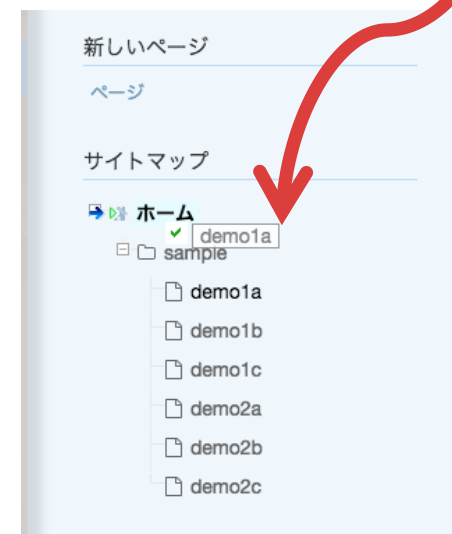 新しいページ
ページ
サイトマップ
ホーム
demo1a
sample
demo1a
demo1b
demo1c
demo2a
demo2b
demo2c